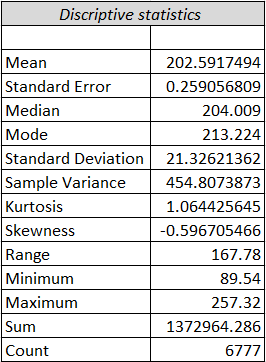 Discriptive statistics
Mean 202.5917494
Standard Error 0.259056809
Median 204.009
Mode 213.224
Standard Deviation 21.32621362
Sample Variance 454.8073873
Kurtosis 1.064425645
Skewness -0.596705466
Range 167.78
Minimum 89.54
Maximum 257.32
Sum 1372964.286
Count 6777